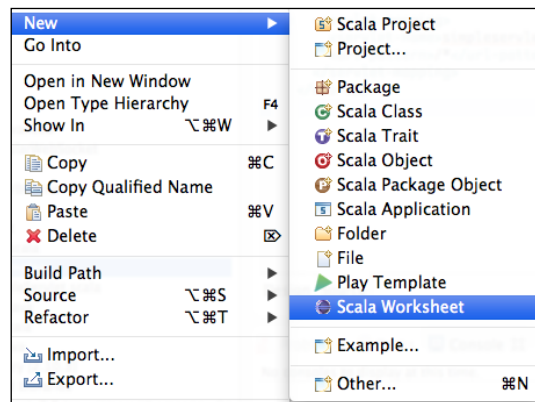 New
Go Into
Open in New Window
Open Type Hierarchy F4
Show In ⌥⌘W
Copy ⌘C
Copy Qualified Name
Paste ⌘V
Delete ⌦
Build Path
Source ⌥⌘S
Refactor ⌥⌘T
Import...
Export...
Scala Project
Project...
Package
Scala Class
Scala Trait
Scala Object
Scala Package Object
Scala Application
Folder
File
Play Template
Scala Worksheet
Example...
Other... ⌘N